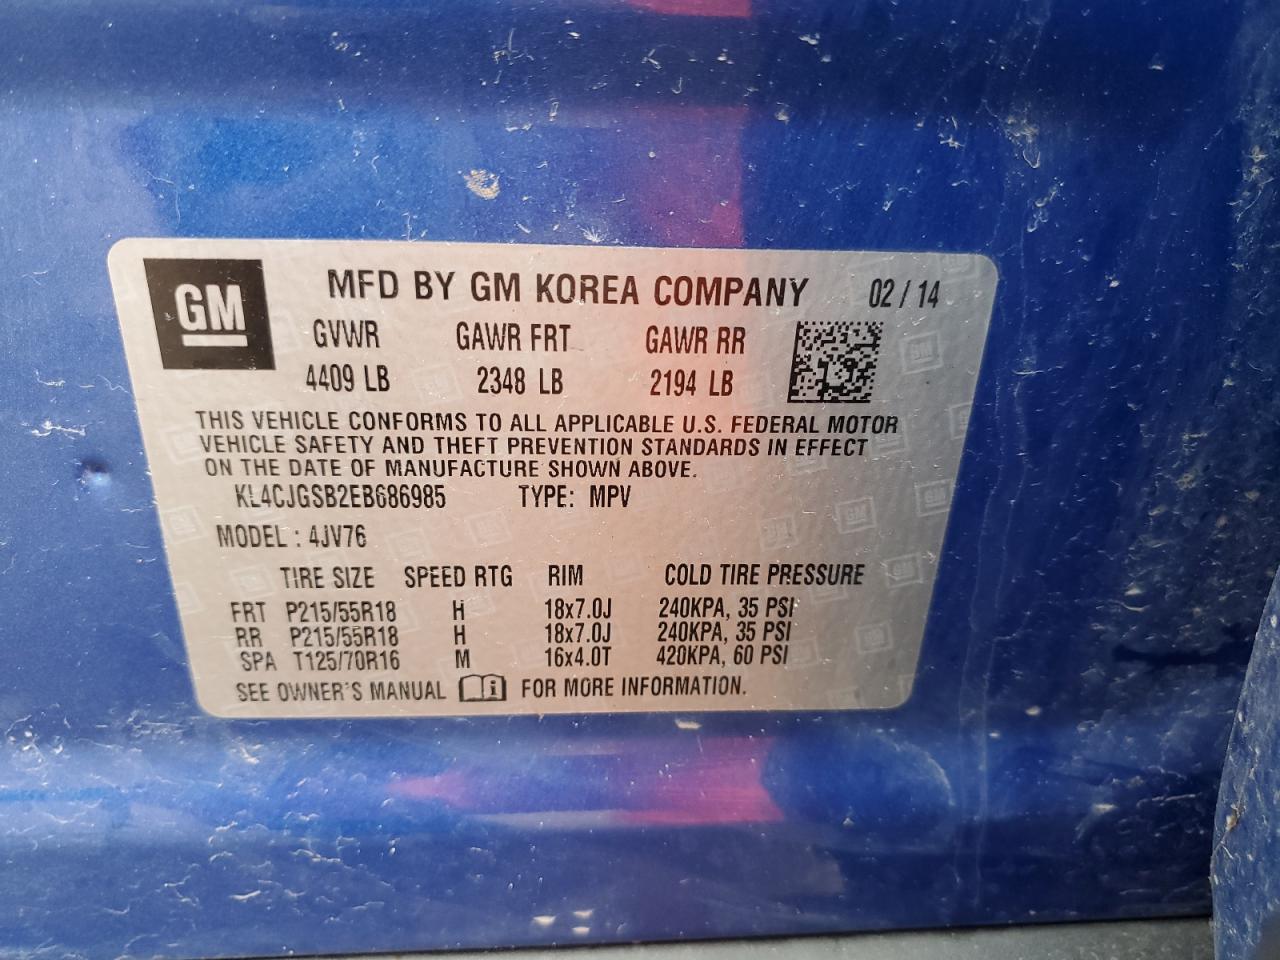 GM
MFD BY GM KOREA COMPANY 02/14
GVWR GAWR FRT GAWR RR
4409 LB 2348 LB 2194 LB
THIS VEHICLE CONFORMS TO ALL APPLICABLE U.S. FEDERAL MOTOR
VEHICLE SAFETY AND THEFT PREVENTION STANDARDS IN EFFECT
ON THE DATE OF MANUFACTURE SHOWN ABOVE.
KL4CJGSB2EB686985 TYPE: MPV
MODEL : 4JV76
TIRE SIZE SPEED RTG RIM COLD TIRE PRESSURE
FRT P215/55R18 H 18x7.0J 240KPA, 35 PSI
RR P215/55R18 H 18x7.0J 240KPA, 35 PSI
SPA T125/70R16 M 16x4.0T 420KPA, 60 PSI
SEE OWNER'S MANUAL i FOR MORE INFORMATION.